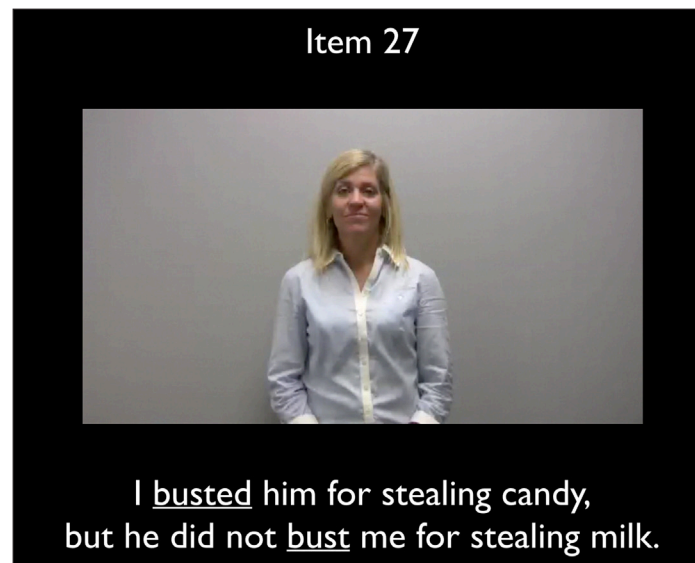 Item 27
I busted him for stealing candy,
but he did not bust me for stealing milk.